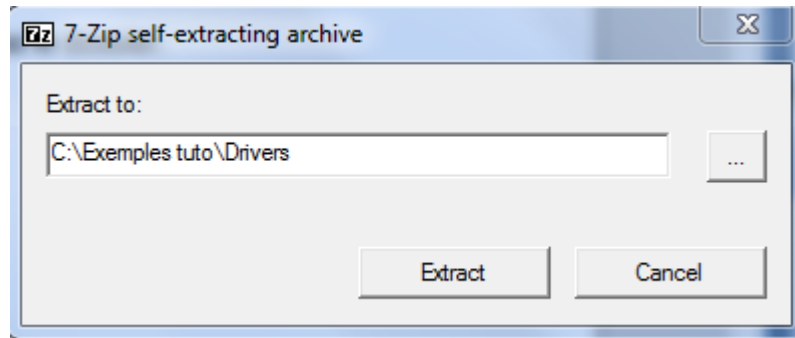 7z 7-Zip self-extracting archive
Extract to:
C:\Exemples tuto\Drivers
...
Extract Cancel